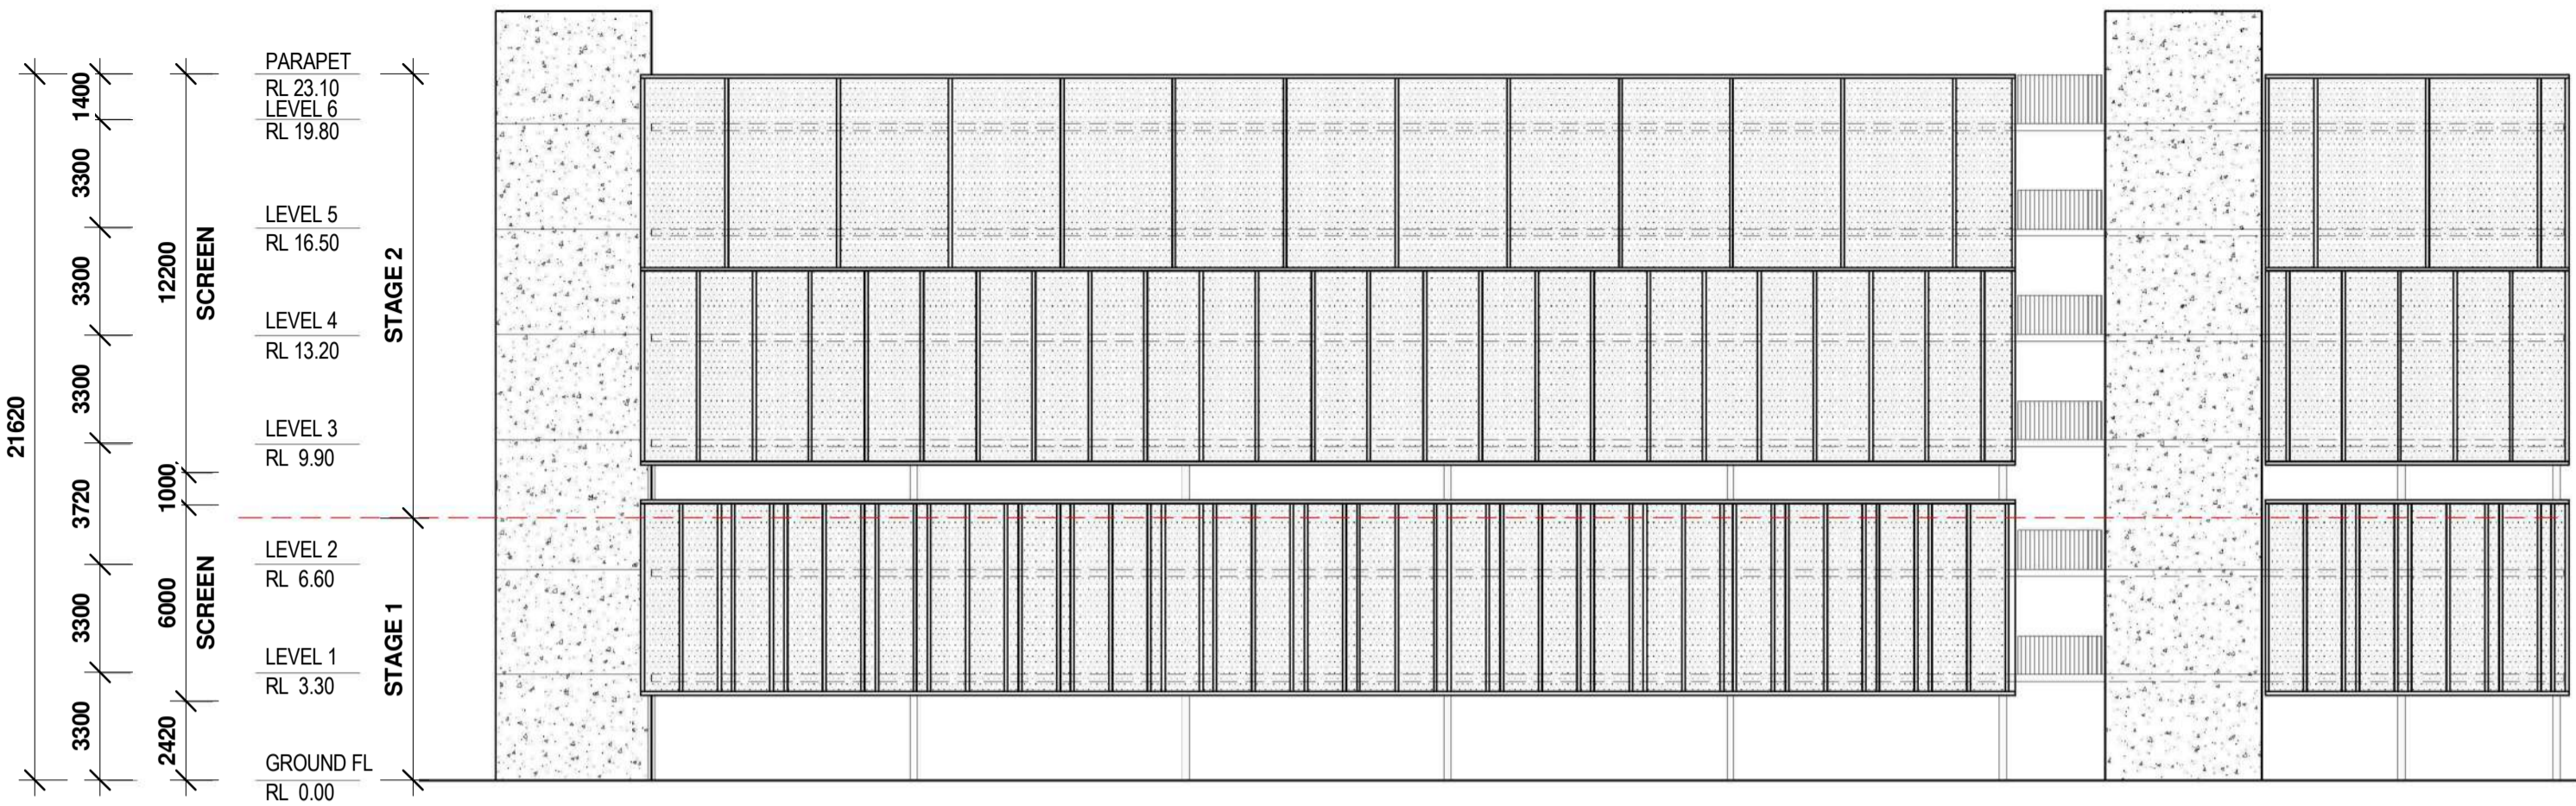 21620
1400
3300
3300
3300
3720
3300
3300
12200
SCREEN
1000
6000
SCREEN
2420
PARAPET
RL 23.10
LEVEL 6
RL 19.80
LEVEL 5
RL 16.50
LEVEL 4
RL 13.20
LEVEL 3
RL 9.90
LEVEL 2
RL 6.60
LEVEL 1
RL 3.30
GROUND FL
RL 0.00
STAGE 2
STAGE 1